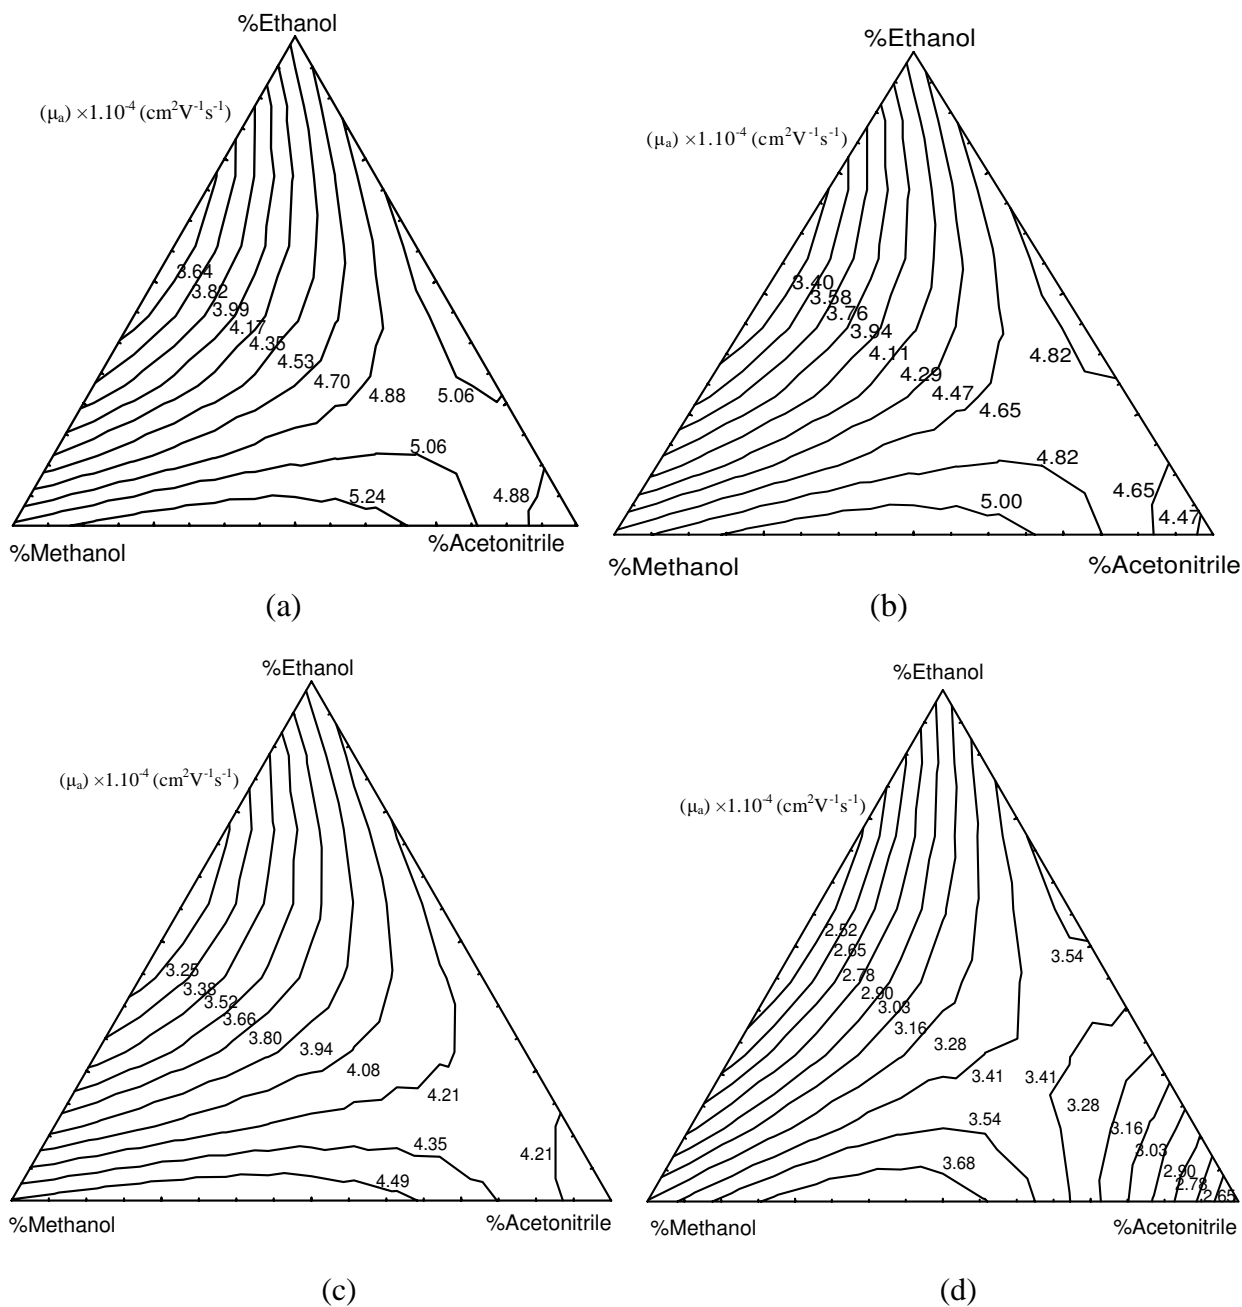 %Ethanol
(μₐ) ×1.10⁻⁴ (cm²V⁻¹s⁻¹)
3.64
3.82
3.99
4.17
4.35
4.53
4.70
4.88
5.06
5.06
5.24
4.88
%Methanol
%Acetonitrile
(a)
%Ethanol
(μₐ) ×1.10⁻⁴ (cm²V⁻¹s⁻¹)
3.40
3.58
3.76
3.94
4.11
4.29
4.47
4.65
4.82
4.82
5.00
4.65
4.47
%Methanol
%Acetonitrile
(b)
%Ethanol
(μₐ) ×1.10⁻⁴ (cm²V⁻¹s⁻¹)
3.25
3.38
3.52
3.66
3.80
3.94
4.08
4.21
4.35
4.21
4.49
%Methanol
%Acetonitrile
(c)
%Ethanol
(μₐ) ×1.10⁻⁴ (cm²V⁻¹s⁻¹)
2.52
2.65
2.78
2.90
3.03
3.16
3.28
3.41
3.54
3.41
3.28
3.54
3.16
3.03
3.68
2.90
2.78
2.65
%Methanol
%Acetonitrile
(d)